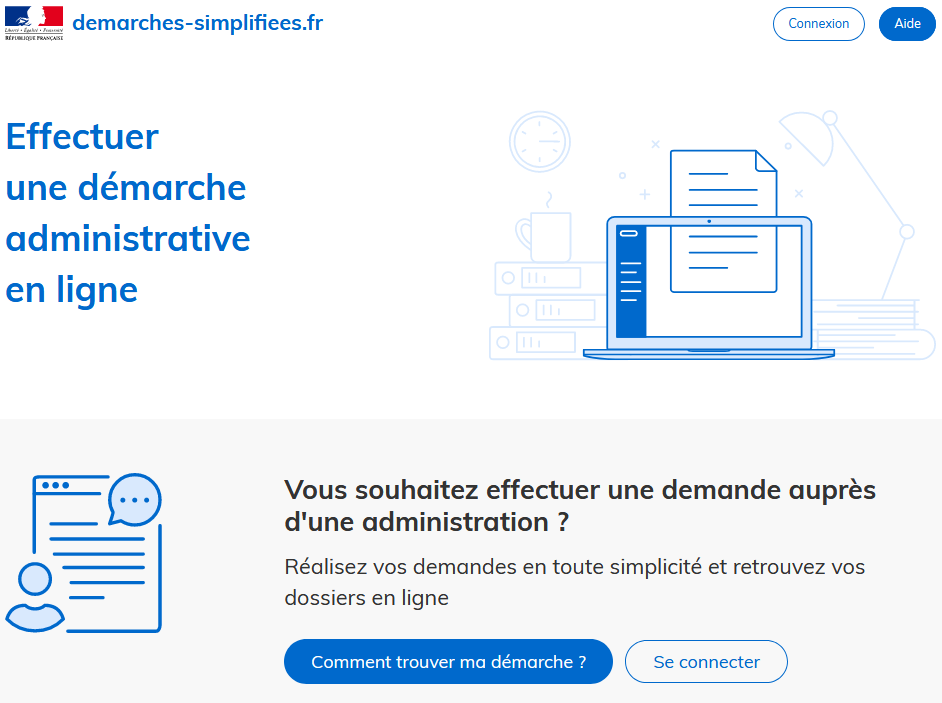 demarches-simplifiees.fr
Connexion
Aide
Liberté • Égalité • Fraternité
RÉPUBLIQUE FRANÇAISE
Effectuer
une démarche
administrative
en ligne
Vous souhaitez effectuer une demande auprès
d'une administration ?
Réalisez vos demandes en toute simplicité et retrouvez vos
dossiers en ligne
Comment trouver ma démarche ?
Se connecter